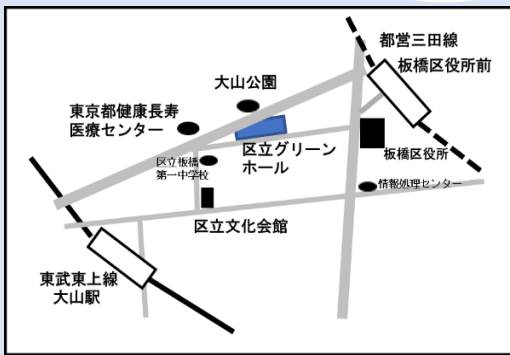 都営三田線
板橋区役所前
大山公園
東京都健康長寿
医療センター
区立グリーン
ホール
板橋区役所
区立板橋
第一中学校
情報処理センター
区立文化会館
東武東上線
大山駅